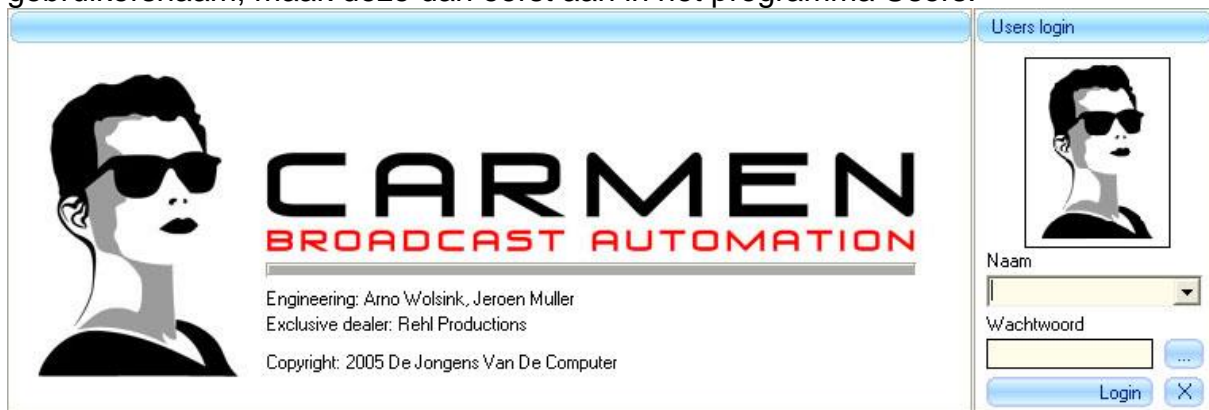 gebruikersnaam, maak deze dan eerst aan in het programma Users.
Users login
CARMEN
BROADCAST AUTOMATION
Engineering: Arno Wolsink, Jeroen Muller
Exclusive dealer: Rehl Productions
Copyright: 2005 De Jongens Van De Computer
Naam
Wachtwoord
...
Login
X